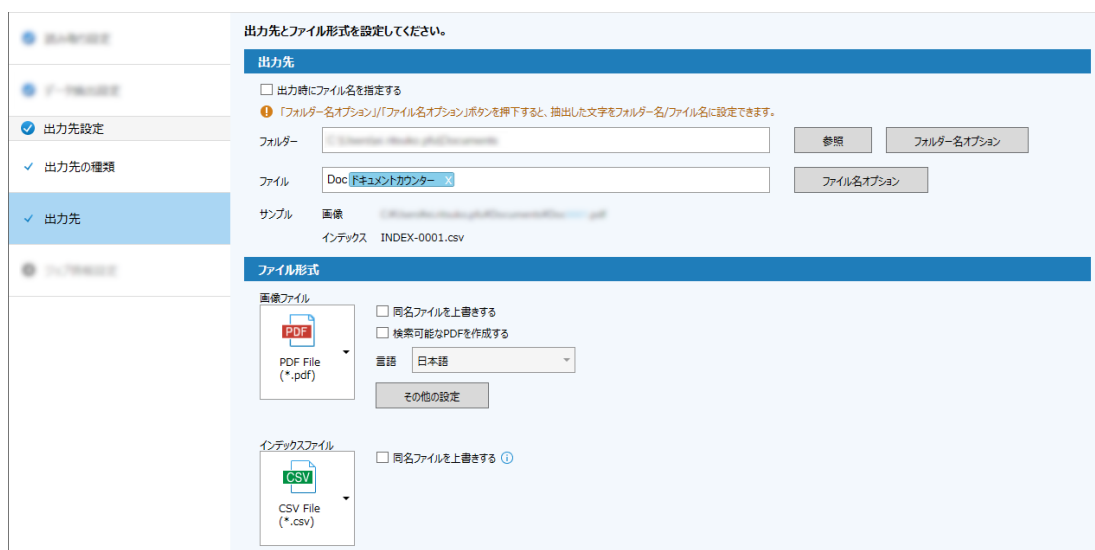 出力先とファイル形式を設定してください。
出力先
出力時にファイル名を指定する
「フォルダー名オプション」/「ファイル名オプション」ボタンを押下すると、抽出した文字をフォルダー名/ファイル名に設定できます。
出力先設定
フォルダー
参照
フォルダー名オプション
出力先の種類
ファイル
Doc ドキュメントカウンター X
ファイル名オプション
出力先
サンプル
画像
インデックス INDEX-0001.csv
ファイル形式
画像ファイル
同名ファイルを上書きする
検索可能なPDFを作成する
PDF
PDF File
(*.pdf)
言語
日本語
その他の設定
インデックスファイル
同名ファイルを上書きする
CSV
CSV File
(*.csv)